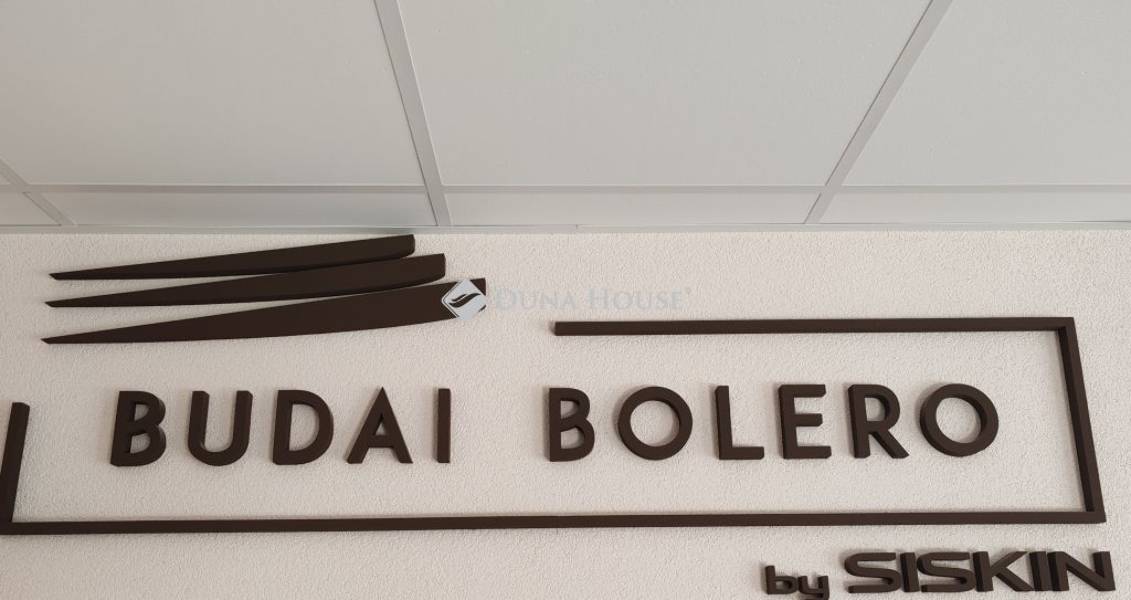 DUNA HOUSE®
BUDAI BOLERO
by SISKIN